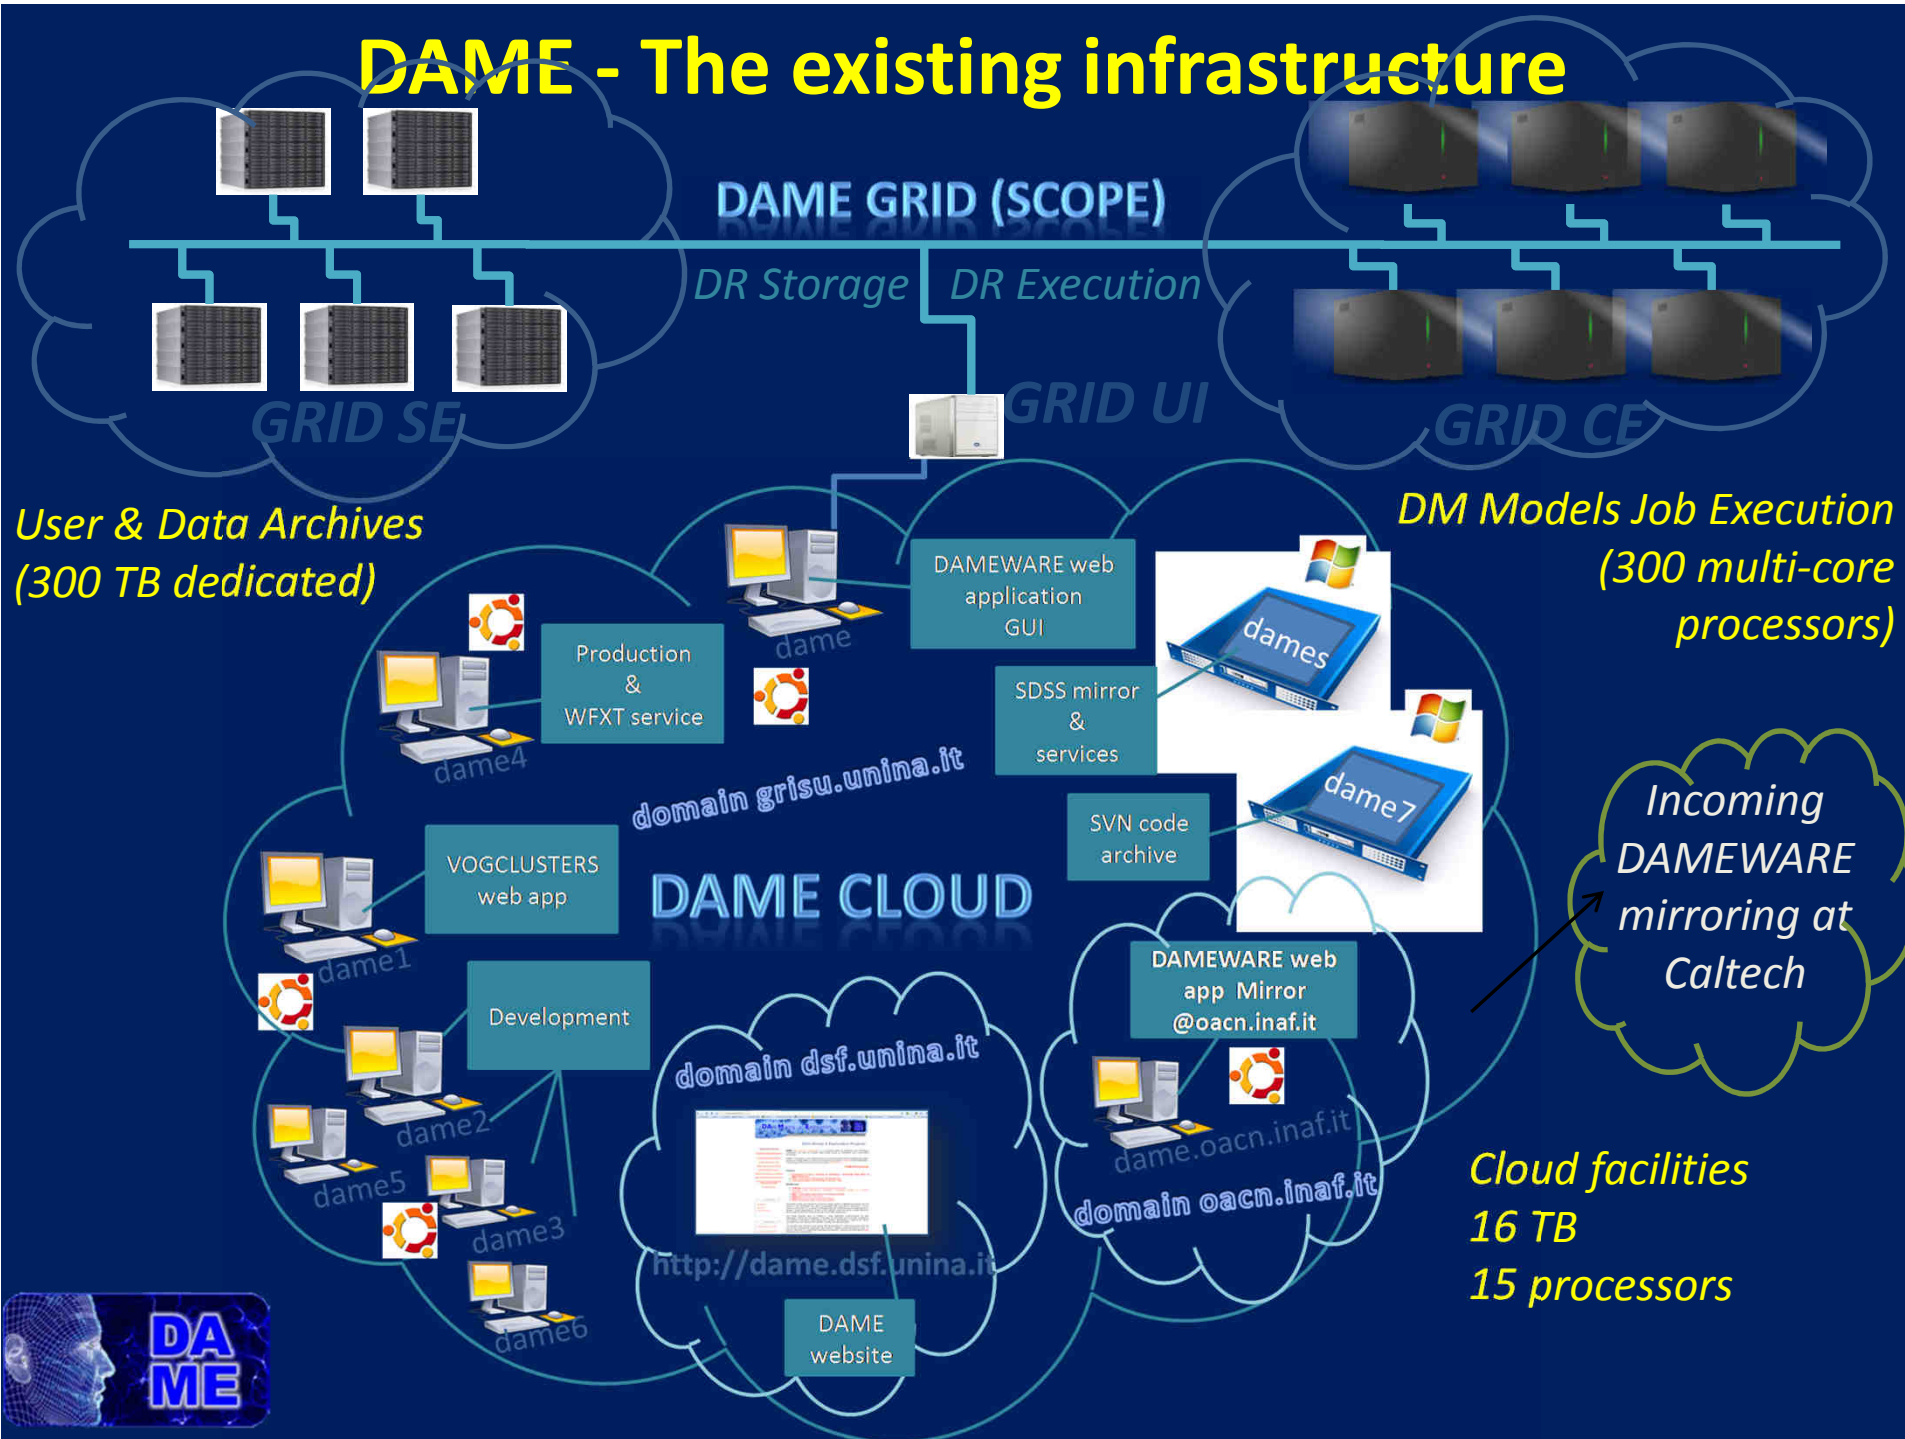 DAME - The existing infrastructure
DAME GRID (SCOPE)
DR Storage
DR Execution
GRID SE
GRID UI
GRID CE
User & Data Archives
(300 TB dedicated)
DM Models Job Execution
(300 multi-core
processors)
DAMEWARE web
application
GUI
dame
dames
Production
&
WFXT service
dame4
SDSS mirror
&
services
domain grisu.unina.it
dame7
SVN code
archive
VOGCLUSTERS
web app
dame1
DAME CLOUD
Incoming
DAMEWARE
mirroring at
Caltech
DAMEWARE web
app Mirror
@oacn.inaf.it
Development
dame2
dame5
dame3
dame6
domain dsf.unina.it
http://dame.dsf.unina.it
DAME
website
dame.oacn.inaf.it
domain oacn.inaf.it
Cloud facilities
16 TB
15 processors
DA
ME